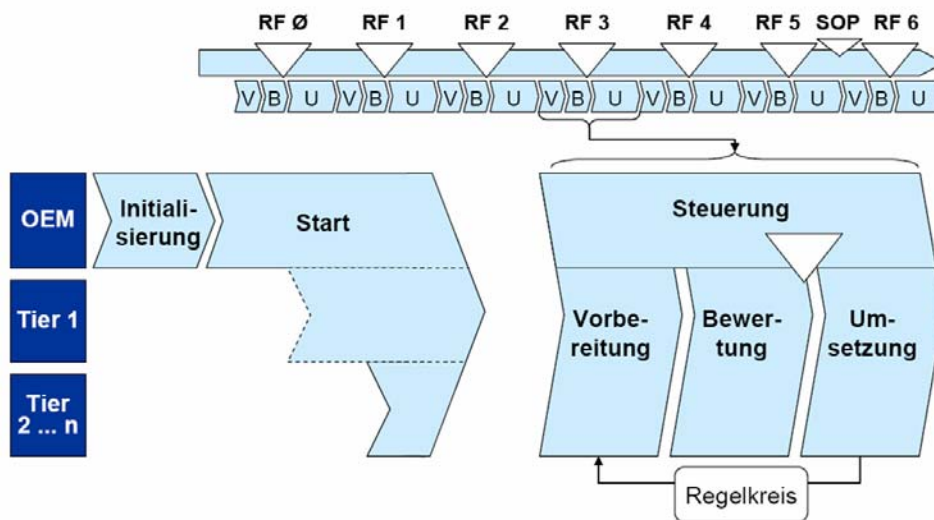 RF Ø RF 1 RF 2 RF 3 RF 4 RF 5 SOP RF 6
V B U V B U V B U V B U V B U V B U V B U
OEM
Initiali-
sierung
Start
Steuerung
Tier 1
Vorbe-
reitung
Bewer-
tung
Um-
setzung
Tier
2 ... n
Regelkreis